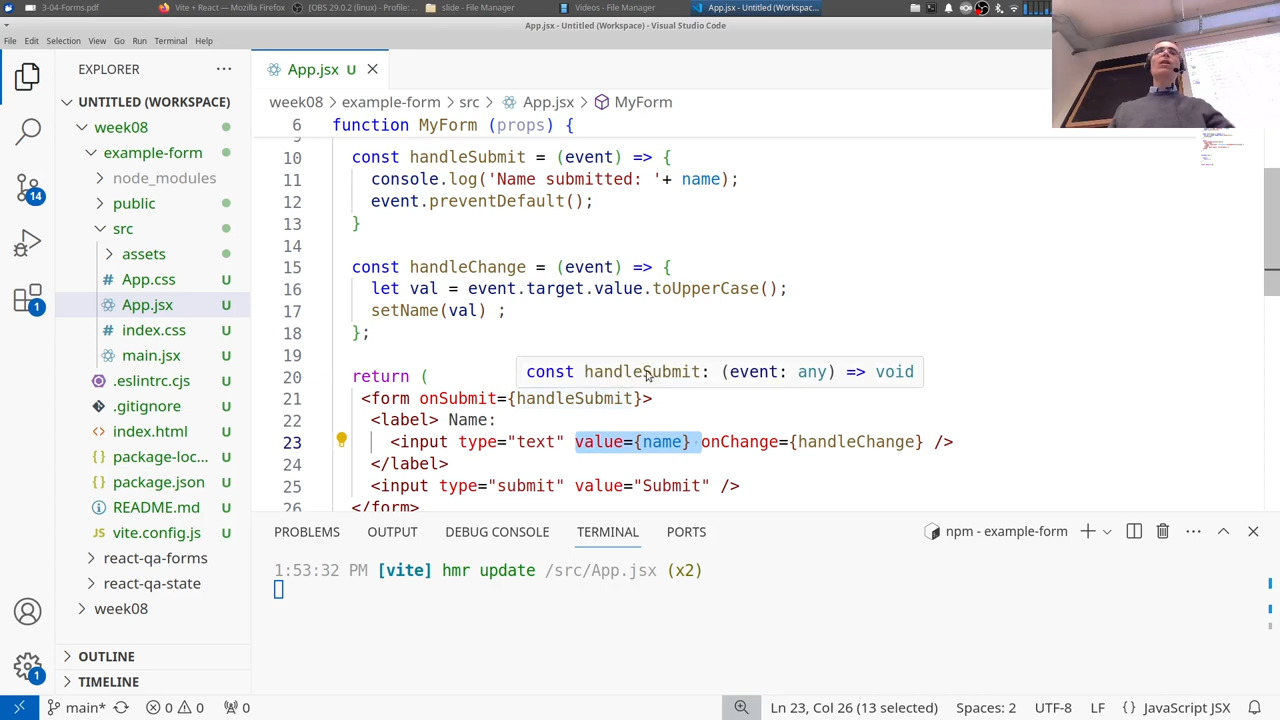 3-04-Forms.pdf
Vite + React — Mozilla Firefox
[OBS 29.0.2 (linux) - Profilo: ...
slide - File Manager
Videos - File Manager
App.jsx - Untitled (Workspac...
App.jsx - Untitled (Workspace) - Visual Studio Code
File Edit Selection View Go Run Terminal Help
EXPLORER ···
App.jsx U
UNTITLED (WORKSPACE)
week08 > example-form > src > App.jsx > MyForm
week08
6 function MyForm (props) {
example-form
10 const handleSubmit = (event) => {
node_modules
11 console.log('Name submitted: '+ name);
14
public
12 event.preventDefault();
src
13 }
assets
14
App.css U
15 const handleChange = (event) => {
App.jsx U
16 let val = event.target.value.toUpperCase();
1
index.css U
17 setName(val) ;
main.jsx U
18 };
19
.eslintrc.cjs U
20 return (
const handleSubmit: (event: any) => void
.gitignore U
21 <form onSubmit={handleSubmit}>
index.html U
22 <label> Name:
package-loc... U
23 <input type="text" value={name} onChange={handleChange} />
package.json U
24 </label>
README.md U
25 <input type="submit" value="Submit" />
vite.config.js U
26 </form>
react-qa-forms
PROBLEMS OUTPUT DEBUG CONSOLE TERMINAL PORTS
npm - example-form
react-qa-state
1:53:32 PM [vite] hmr update /src/App.jsx (x2)
week08
OUTLINE
1
TIMELINE
main* 0 0 0
Ln 23, Col 26 (13 selected) Spaces: 2 UTF-8 LF {} JavaScript JSX